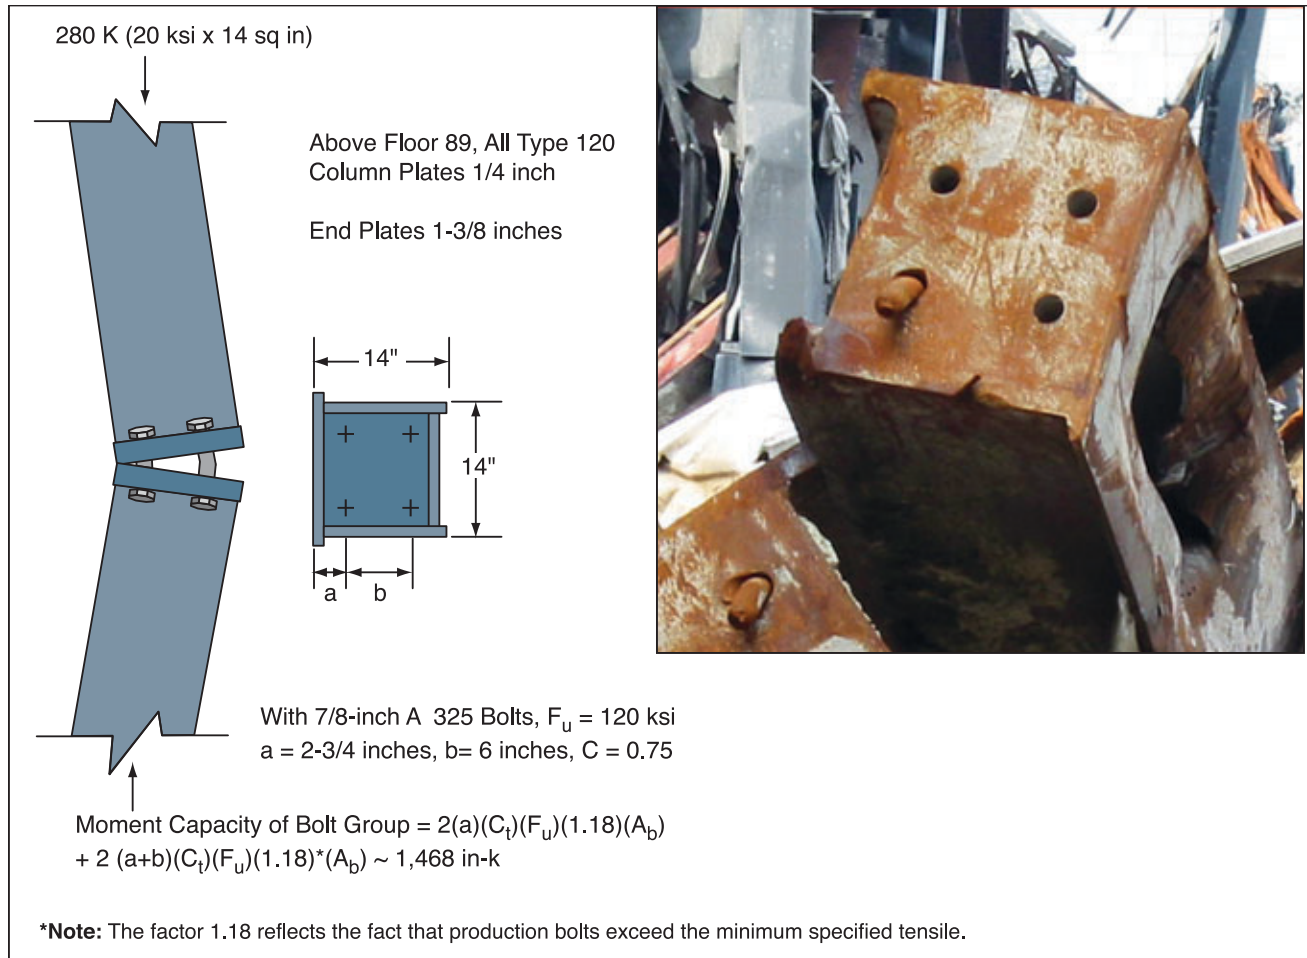 280 K (20 ksi x 14 sq in)
Above Floor 89, All Type 120
Column Plates 1/4 inch
End Plates 1-3/8 inches
14"
14"
a
b
With 7/8-inch A 325 Bolts, Fu = 120 ksi
a = 2-3/4 inches, b= 6 inches, C = 0.75
Moment Capacity of Bolt Group = 2(a)(Ct)(Fu)(1.18)(Ab)
+ 2 (a+b)(Ct)(Fu)(1.18)*(Ab) ~ 1,468 in-k
*Note: The factor 1.18 reflects the fact that production bolts exceed the minimum specified tensile.